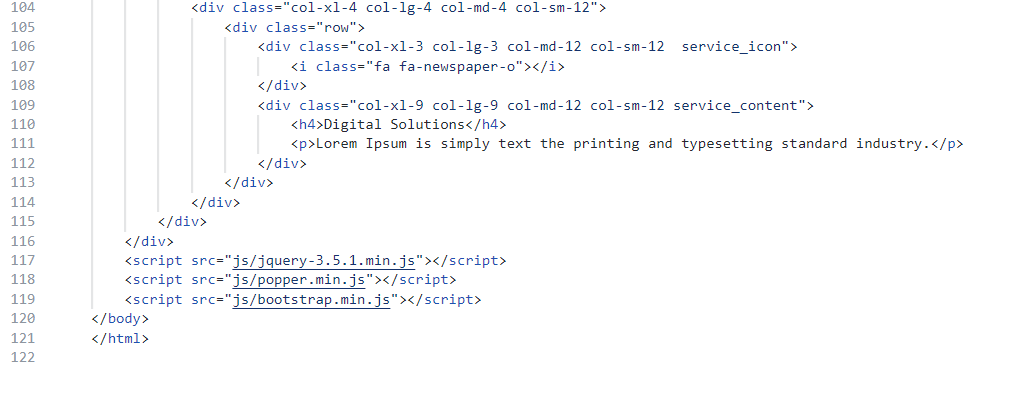 104 <div class="col-xl-4 col-lg-4 col-md-4 col-sm-12">
105 <div class="row">
106 <div class="col-xl-3 col-lg-3 col-md-12 col-sm-12  service_icon">
107 <i class="fa fa-newspaper-o"></i>
108 </div>
109 <div class="col-xl-9 col-lg-9 col-md-12 col-sm-12 service_content">
110 <h4>Digital Solutions</h4>
111 <p>Lorem Ipsum is simply text the printing and typesetting standard industry.</p>
112 </div>
113 </div>
114 </div>
115 </div>
116 </div>
117 <script src="js/jquery-3.5.1.min.js"></script>
118 <script src="js/popper.min.js"></script>
119 <script src="js/bootstrap.min.js"></script>
120 </body>
121 </html>
122